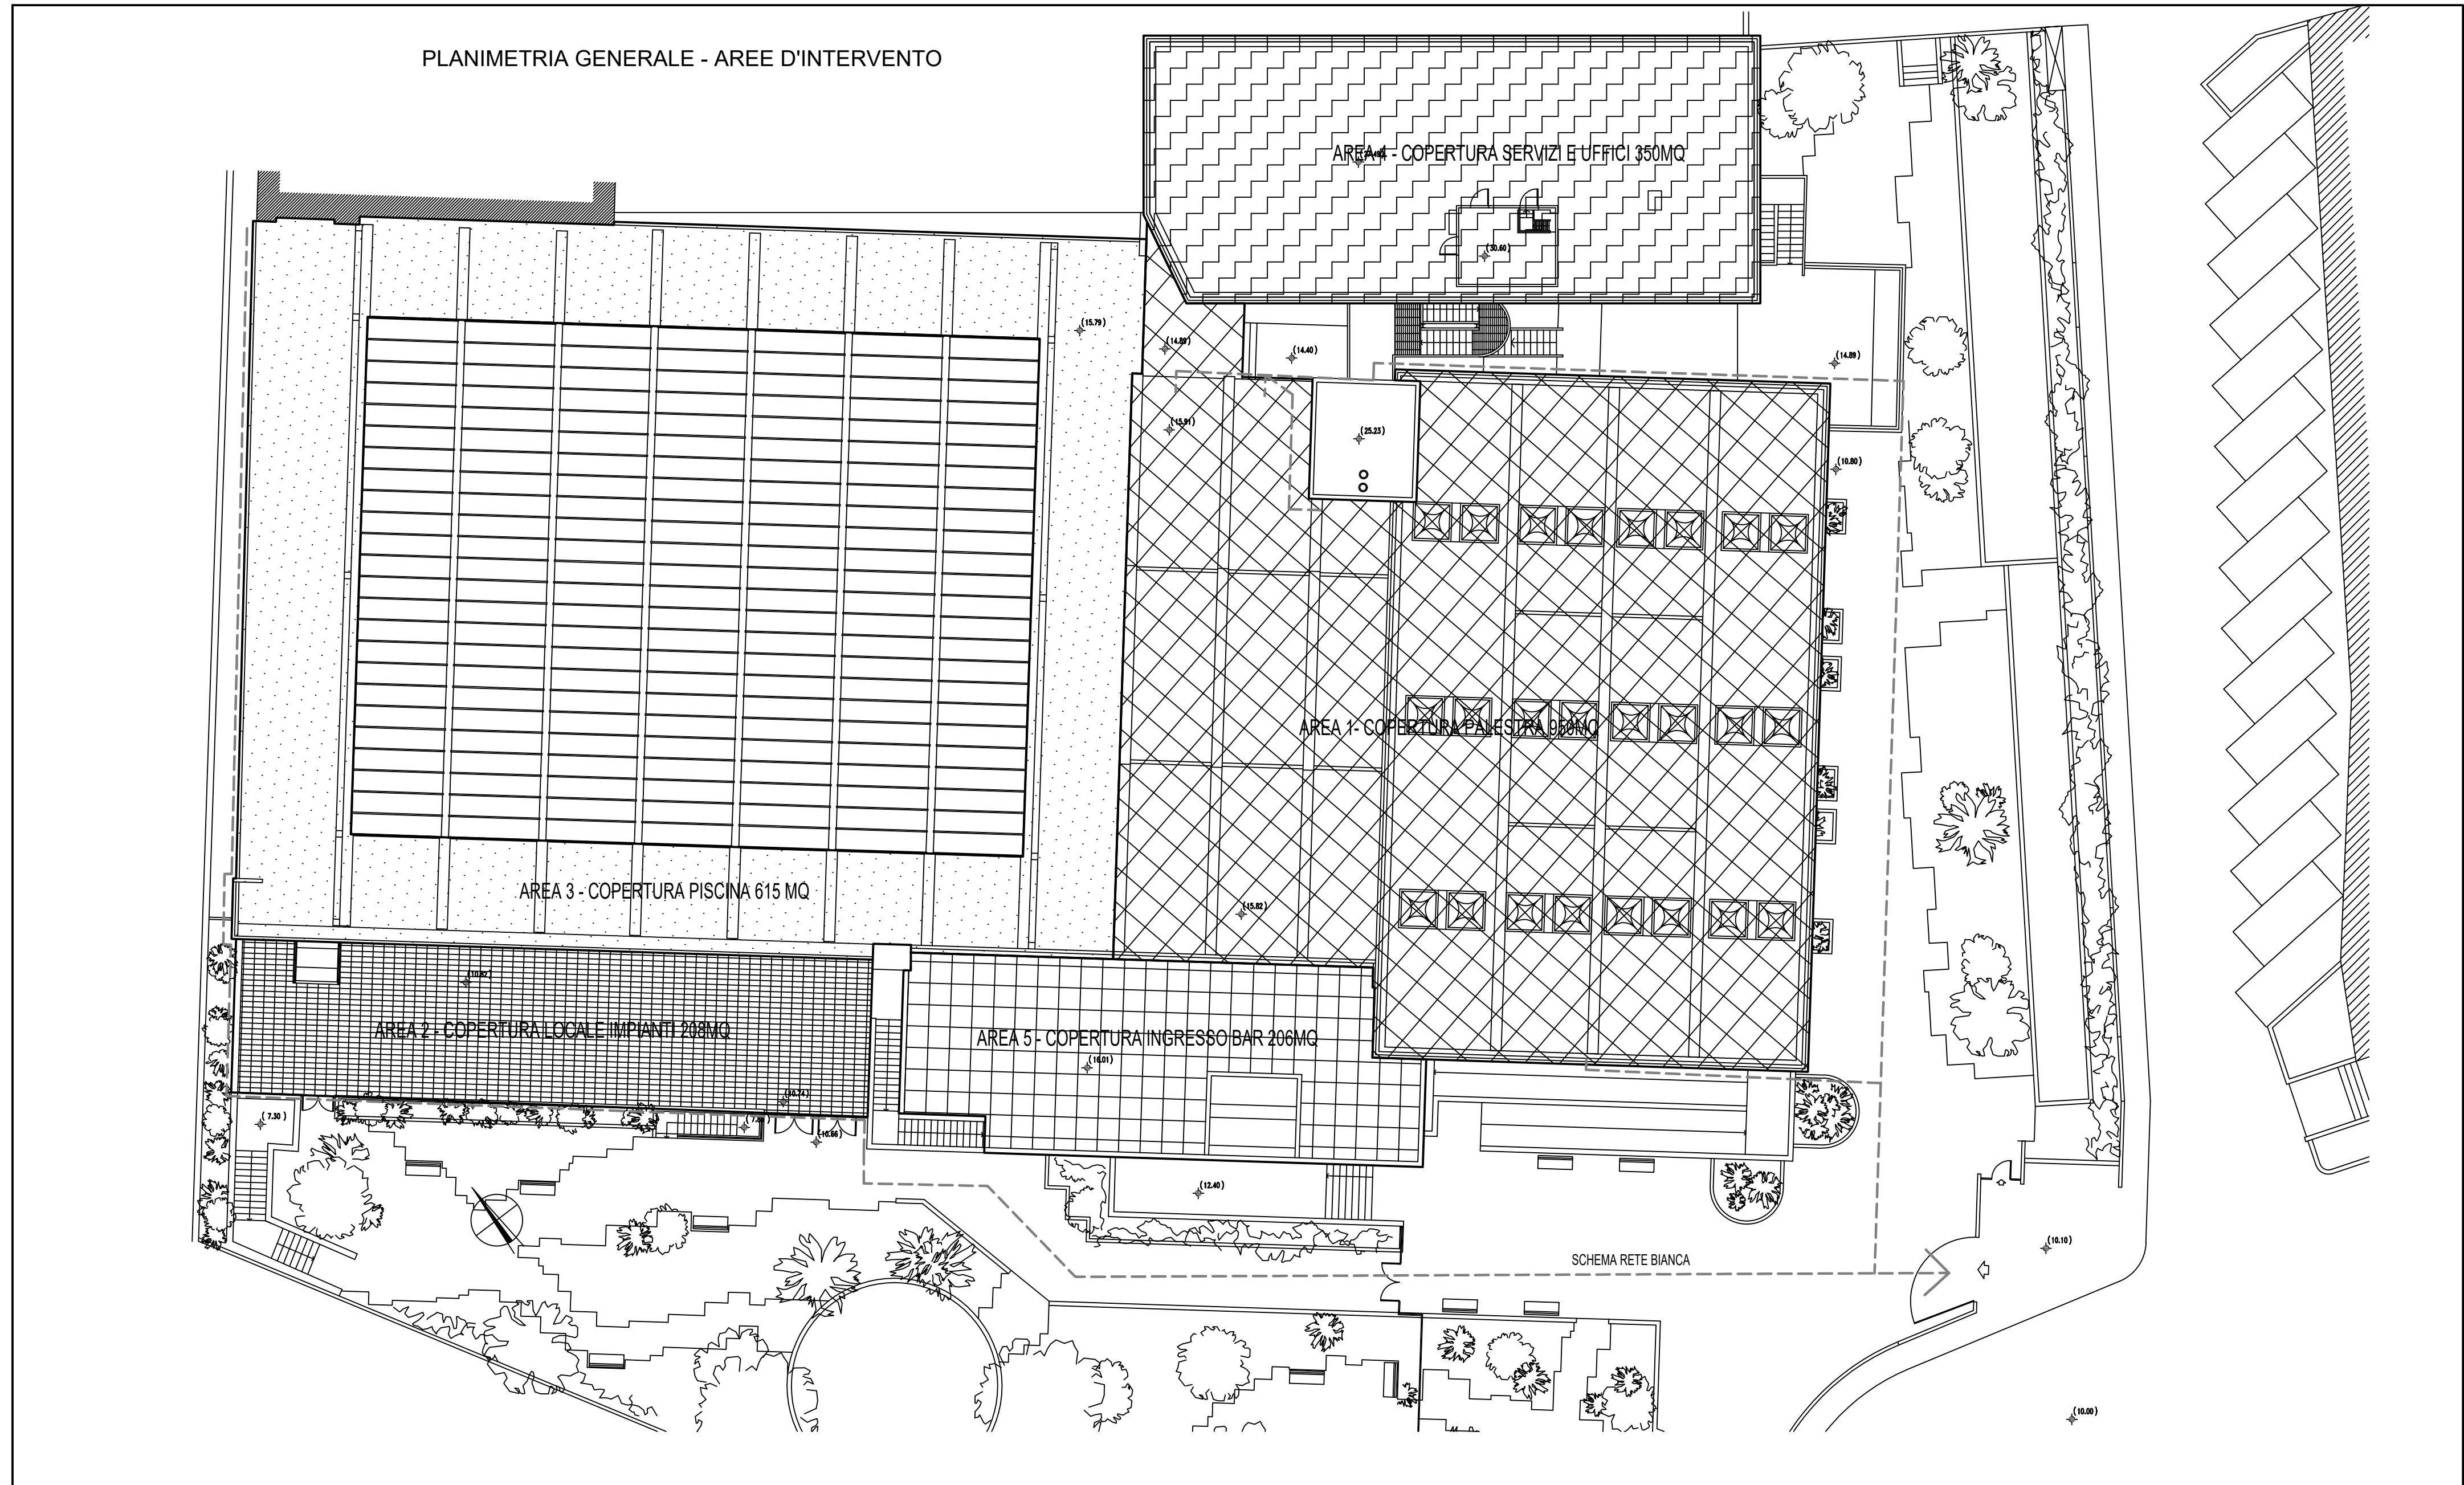 PLANIMETRIA GENERALE - AREE D'INTERVENTO
AREA 4 - COPERTURA SERVIZI E UFFICI 350MQ
(30.60)
(15.79)
(14.89)
(14.40)
(14.89)
(15.91)
(25.23)
(10.80)
AREA 1- COPERTURA PALESTRA 950MQ
AREA 3 - COPERTURA PISCINA 615 MQ
(15.82)
(10.67)
AREA 2 - COPERTURA LOCALE IMPIANTI 208MQ
AREA 5 - COPERTURA INGRESSO BAR 206MQ
(16.01)
(10.74)
(7.30)
(10.66)
(12.40)
SCHEMA RETE BIANCA
(10.10)
(10.00)